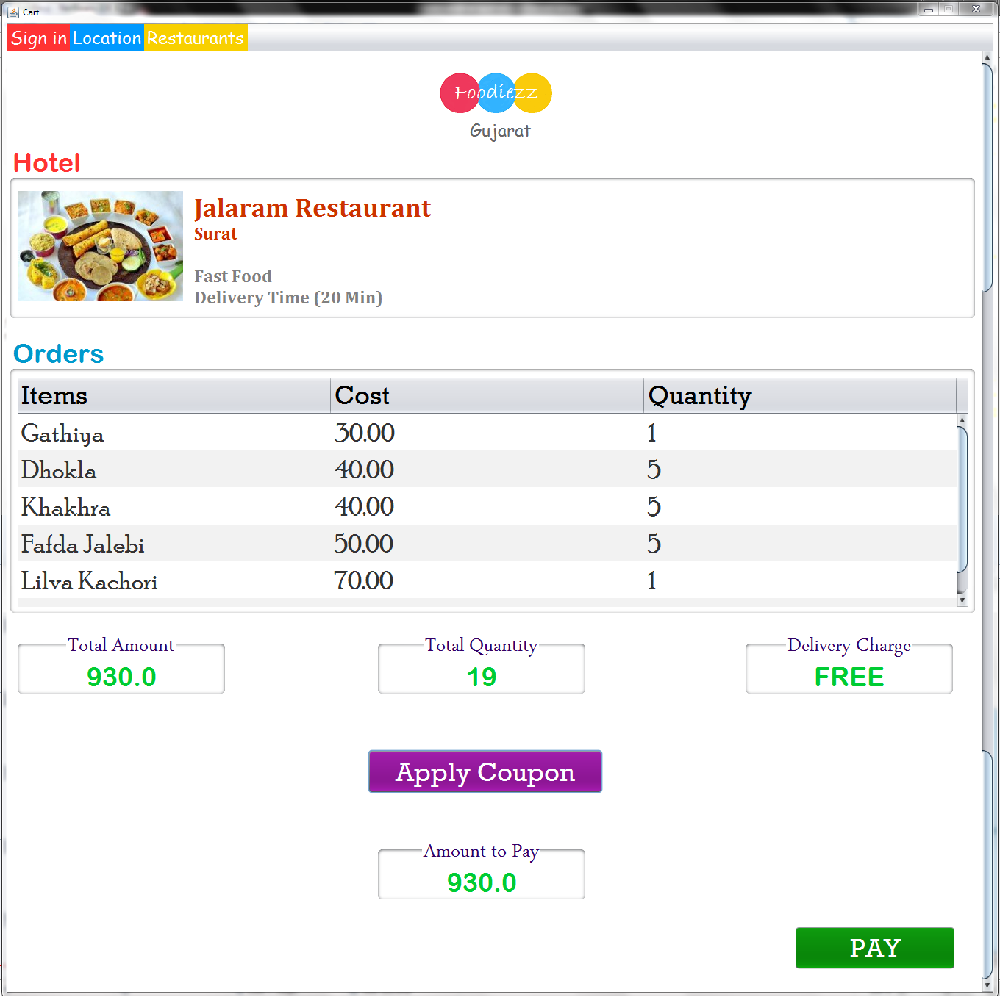 Cart
Sign in Location Restaurants
Foodiezz
Gujarat
Hotel
Jalaram Restaurant
Surat
Fast Food
Delivery Time (20 Min)
Orders
Items Cost Quantity
Gathiya 30.00 1
Dhokla 40.00 5
Khakhra 40.00 5
Fafda Jalebi 50.00 5
Lilva Kachori 70.00 1
Total Amount Total Quantity Delivery Charge
930.0 19 FREE
Apply Coupon
Amount to Pay
930.0
PAY